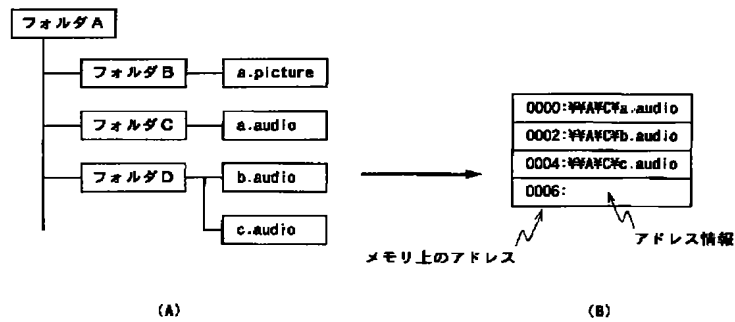 フォルダA
フォルダB
a.picture
フォルダC
a.audio
フォルダD
b.audio
c.audio
(A)
0000:¥¥A¥C¥a.audio
0002:¥¥A¥C¥b.audio
0004:¥¥A¥C¥c.audio
0006:
メモリ上のアドレス
アドレス情報
(B)